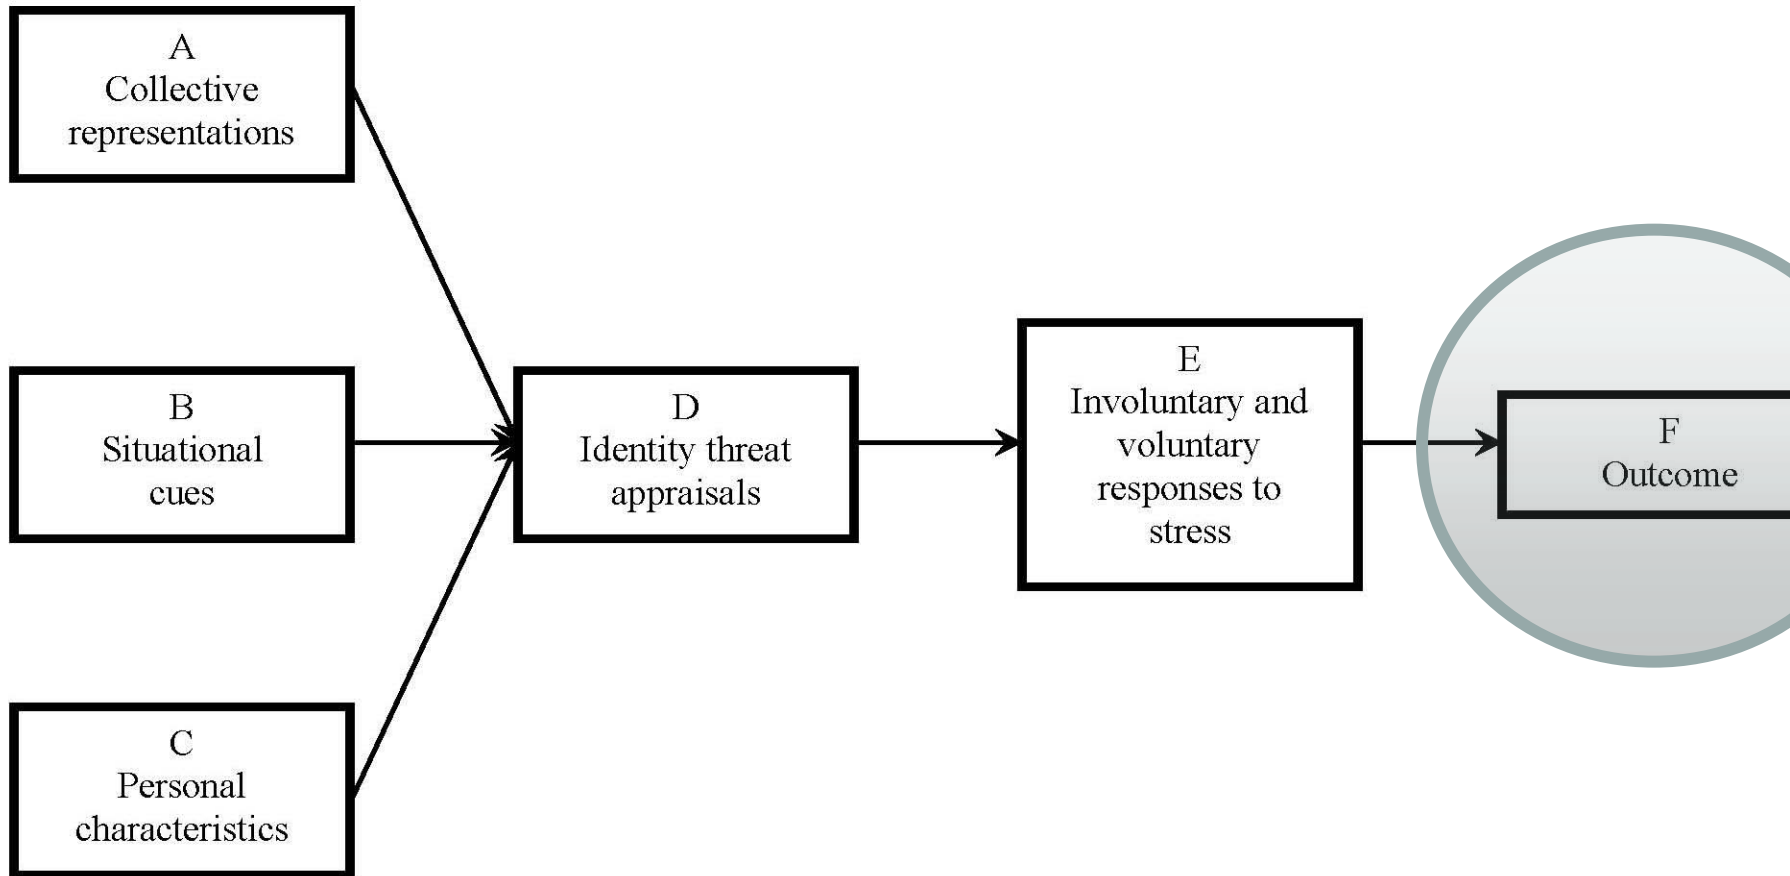 A
Collective
representations
B
Situational
cues
C
Personal
characteristics
D
Identity threat
appraisals
E
Involuntary and
voluntary
responses to
stress
F
Outcome